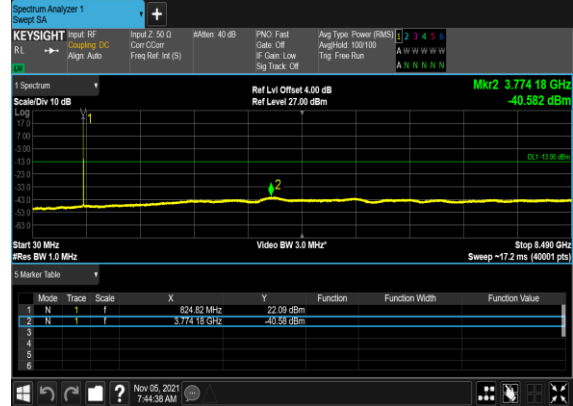 Spectrum Analyzer 1
Swept SA
+
KEYSIGHT Input: RF Input Z: 50 Ω #Atten: 40 dB PNO: Fast Avg Type: Power (RMS) 1 2 3 4 5 6
RL Coupling: DC Corr CCorr Gate: Off Avg|Hold: 100/100 A W W W W W
Align: Auto Freq Ref: Int (S) IF Gain: Low Trig: Free Run
Sig Track: Off A N N N N N
1 Spectrum Ref Lvl Offset 4.00 dB Mkr2 3.774 18 GHz
Scale/Div 10 dB Ref Level 27.00 dBm -40.582 dBm
Log
17.0
1
7.00
-3.00
-13.0
DL1 -13.00 dBm
-23.0
-33.0
2
-43.0
-53.0
-63.0
Start 30 MHz Video BW 3.0 MHz* Stop 8.490 GHz
#Res BW 1.0 MHz Sweep ~17.2 ms (40001 pts)
5 Marker Table
Mode Trace Scale X Y Function Function Width Function Value
1 N 1 f 824.82 MHz 22.09 dBm
2 N 1 f 3.774 18 GHz -40.58 dBm
3
4
5
6
? Nov 05, 2021
7:44:38 AM